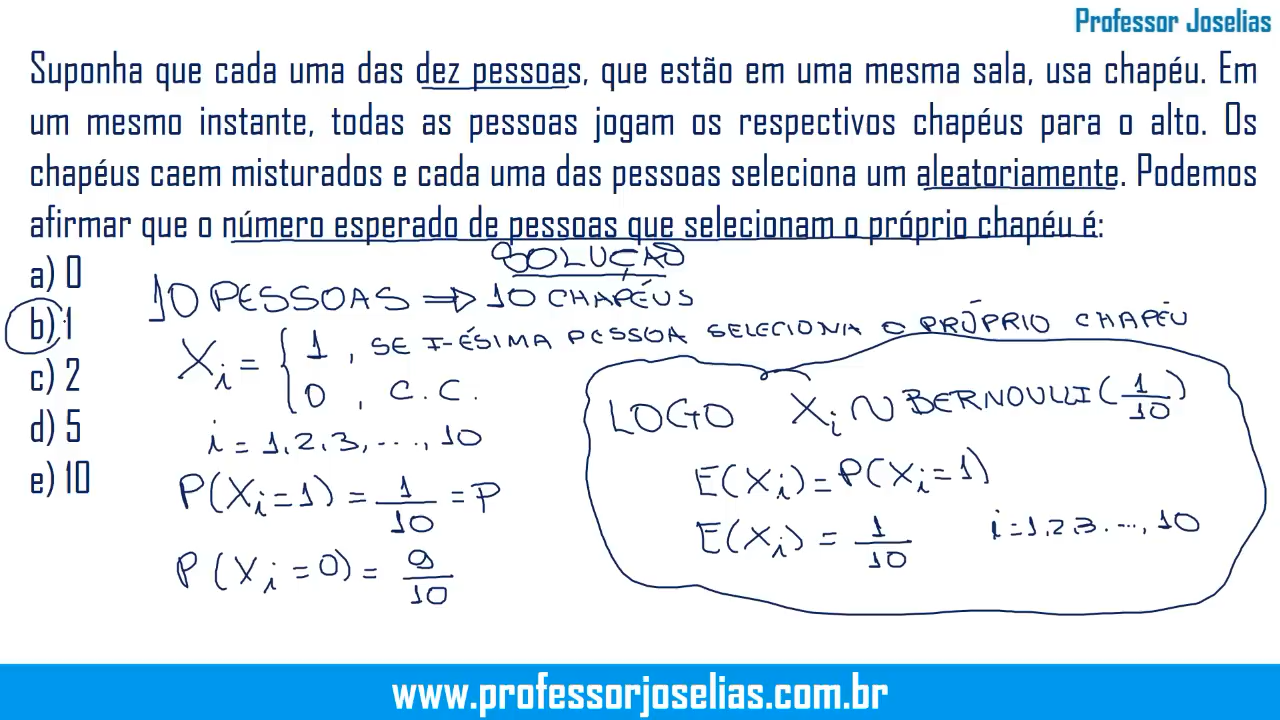 Professor Joselias
Suponha que cada uma das dez pessoas, que estão em uma mesma sala, usa chapéu. Em
um mesmo instante, todas as pessoas jogam os respectivos chapéus para o alto. Os
chapéus caem misturados e cada uma das pessoas seleciona um aleatoriamente. Podemos
afirmar que o número esperado de pessoas que selecionam o próprio chapéu é:
a) 0
b) 1
c) 2
d) 5
e) 10
SOLUÇÃO
10 PESSOAS ⇒ 10 CHAPÉUS
Xi = { 1 , SE I-ÉSIMA PESSOA SELECIONA O PRÓPRIO CHAPÉU
0 , C.C.
i = 1,2,3,...,10
P(Xi=1) = 1/10 = P
P(Xi=0) = 9/10
LOGO Xi ~ BERNOULLI(1/10)
E(Xi) = P(Xi=1)
E(Xi) = 1/10 i=1,2,3....,10
www.professorjoselias.com.br